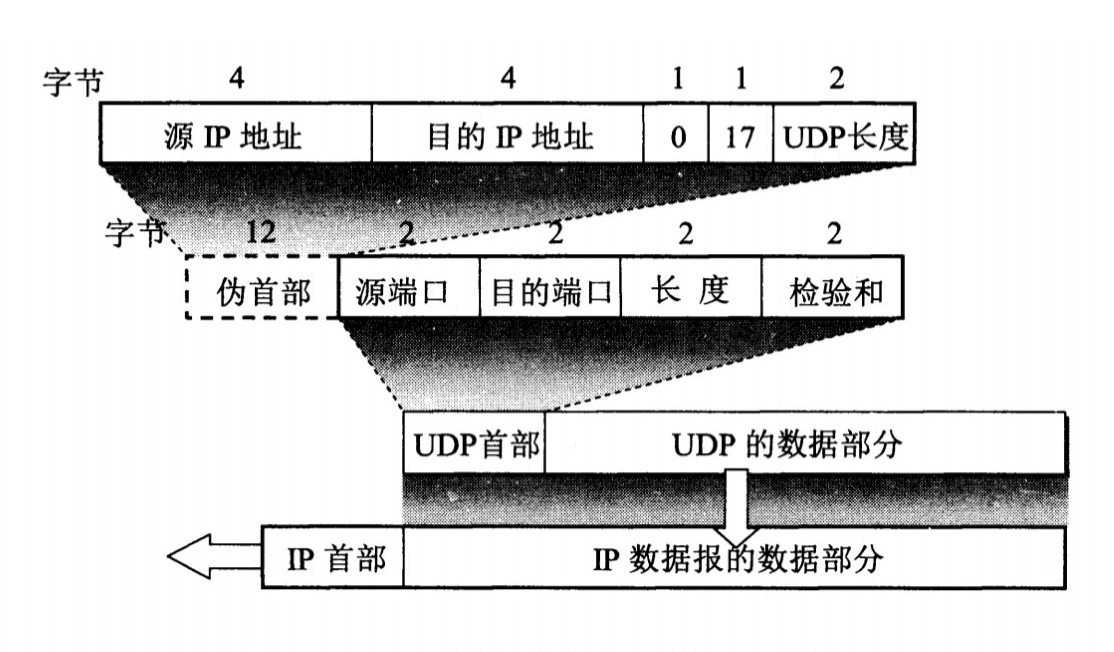 字节 4 4 1 1 2
源 IP 地址 目的 IP 地址 0 17 UDP长度
字节 12 2 2 2 2
伪首部 源端口 目的端口 长 度 检验和
UDP首部 UDP 的数据部分
IP 首部 IP 数据报的数据部分